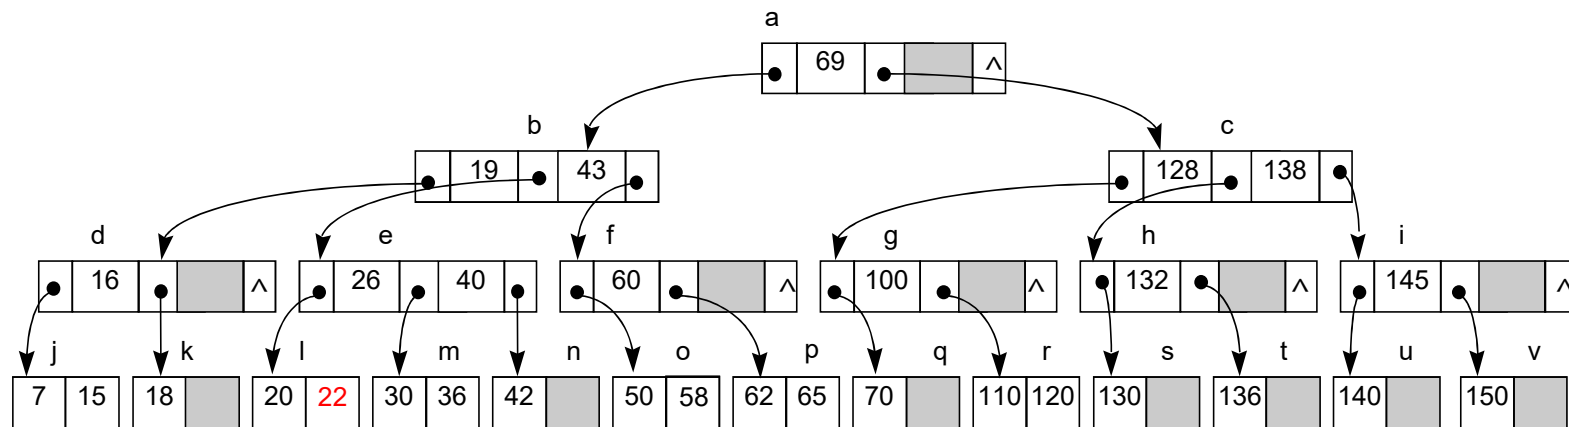 a
69 ^
b c
19 43 128 138
d e f g h i
16 ^ 26 40 60 ^ 100 ^ 132 ^ 145 ^
j k l m n o p q r s t u v
7 15 18 20 22 30 36 42 50 58 62 65 70 110 120 130 136 140 150